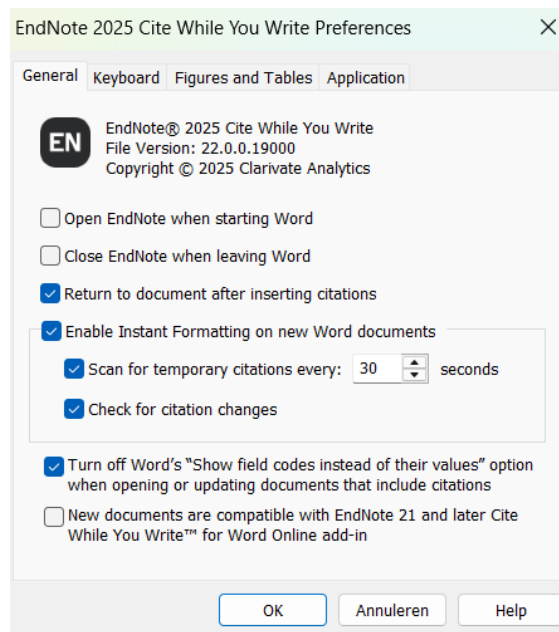 EndNote 2025 Cite While You Write Preferences
General Keyboard Figures and Tables Application
EN
EndNote® 2025 Cite While You Write
File Version: 22.0.0.19000
Copyright © 2025 Clarivate Analytics
Open EndNote when starting Word
Close EndNote when leaving Word
Return to document after inserting citations
Enable Instant Formatting on new Word documents
Scan for temporary citations every: 30 seconds
Check for citation changes
Turn off Word's “Show field codes instead of their values” option
when opening or updating documents that include citations
New documents are compatible with EndNote 21 and later Cite
While You Write™ for Word Online add-in
OK Annuleren Help